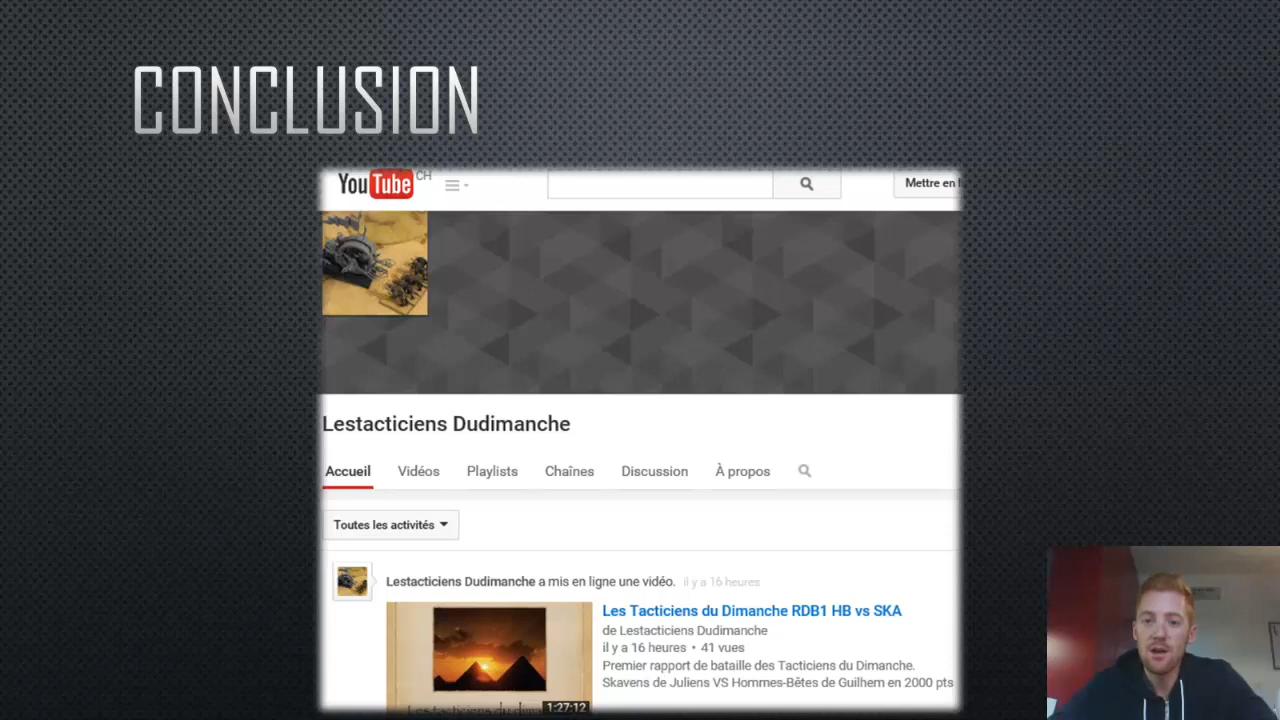 CONCLUSION
YouTube CH
Mettre en li
Lestacticiens Dudimanche
Accueil Vidéos Playlists Chaînes Discussion À propos
Toutes les activités
Lestacticiens Dudimanche a mis en ligne une vidéo. il y a 16 heures
Les Tacticiens du Dimanche RDB1 HB vs SKA
de Lestacticiens Dudimanche
il y a 16 heures • 41 vues
Premier rapport de bataille des Tacticiens du Dimanche.
Skavens de Juliens VS Hommes-Bêtes de Guilhem en 2000 pts
1:27:12